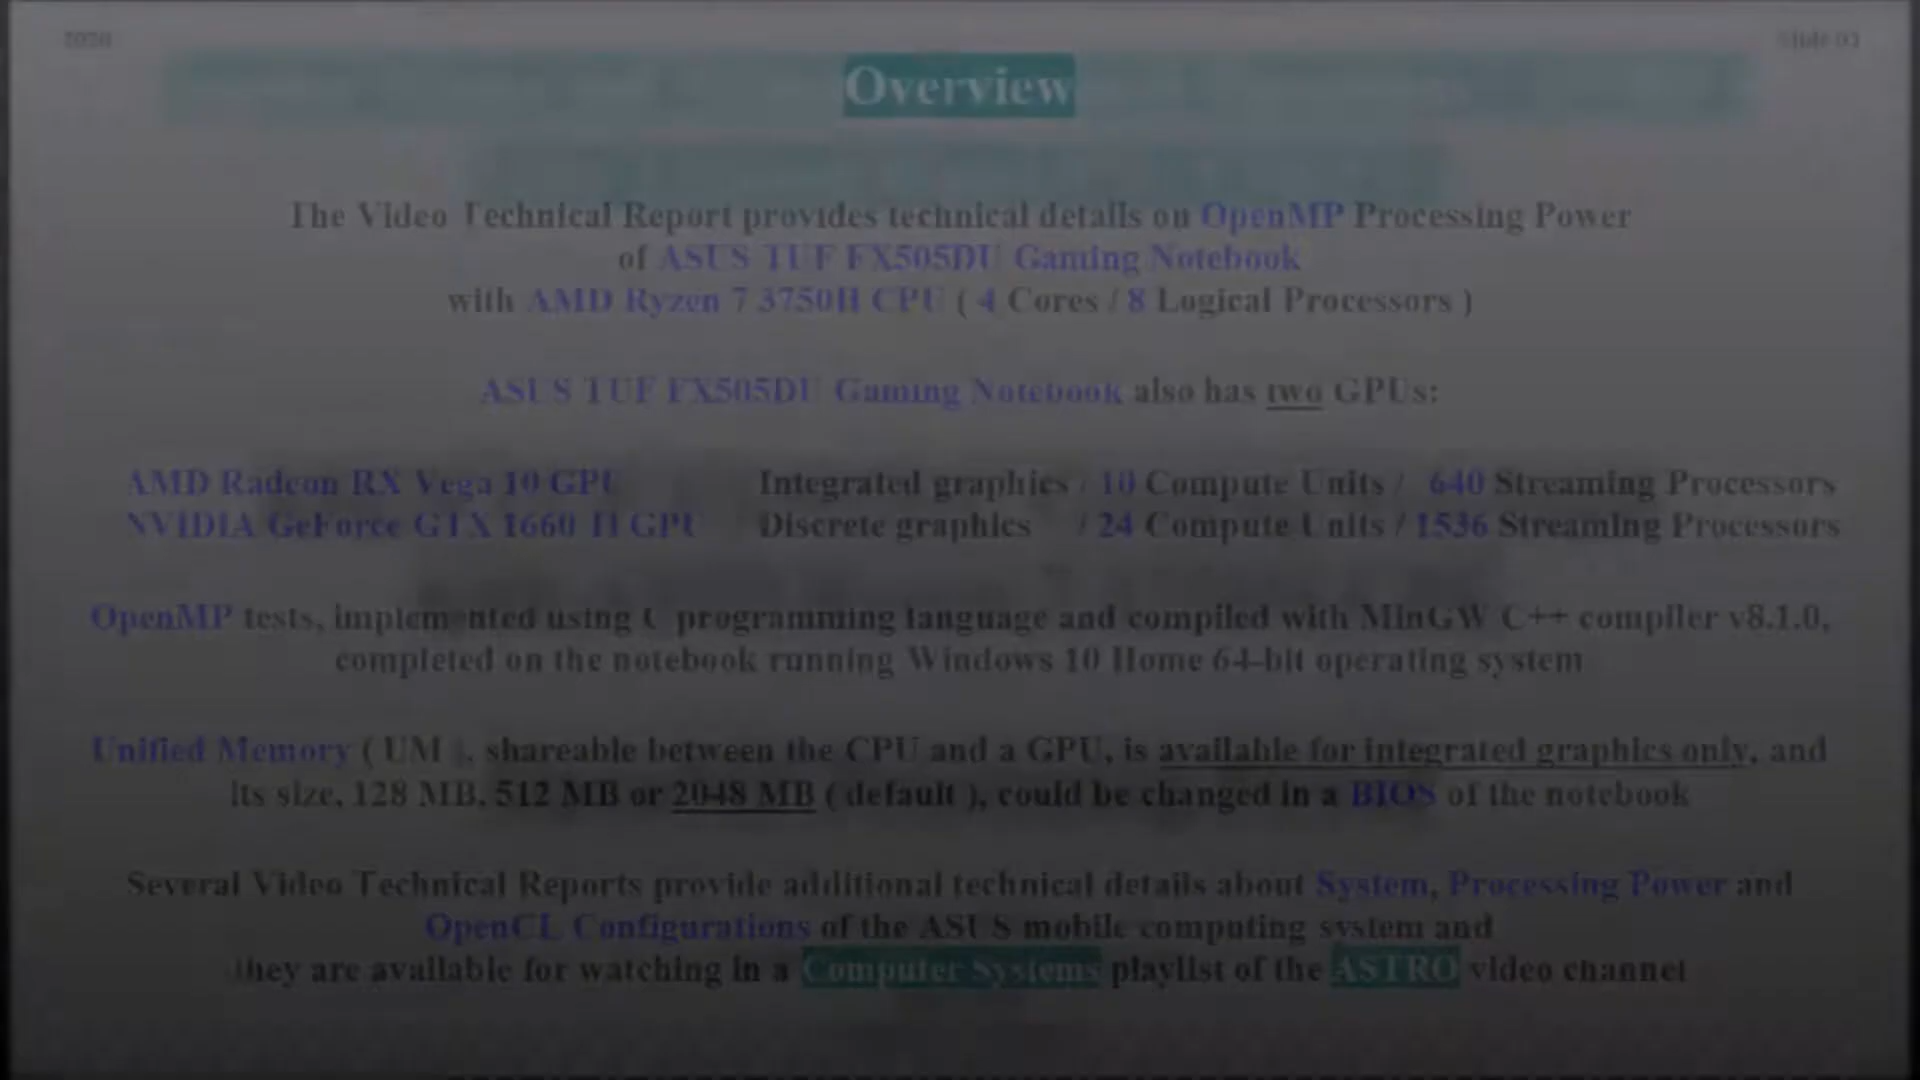 2020
Slide 03
Overview
The Video Technical Report provides technical details on OpenMP Processing Power
of ASUS TUF FX505DU Gaming Notebook
with AMD Ryzen 7 3750H CPU ( 4 Cores / 8 Logical Processors )
ASUS TUF FX505DU Gaming Notebook also has two GPUs:
AMD Radeon RX Vega 10 GPU Integrated graphics / 10 Compute Units / 640 Streaming Processors
NVIDIA GeForce GTX 1660 Ti GPU Discrete graphics / 24 Compute Units / 1536 Streaming Processors
OpenMP tests, implemented using C programming language and compiled with MinGW C++ compiler v8.1.0,
completed on the notebook running Windows 10 Home 64-bit operating system
Unified Memory ( UM ), shareable between the CPU and a GPU, is available for integrated graphics only, and
its size, 128 MB, 512 MB or 2048 MB ( default ), could be changed in a BIOS of the notebook
Several Video Technical Reports provide additional technical details about System, Processing Power and
OpenCL Configurations of the ASUS mobile computing system and
they are available for watching in a Computer Systems playlist of the ASTRO video channel